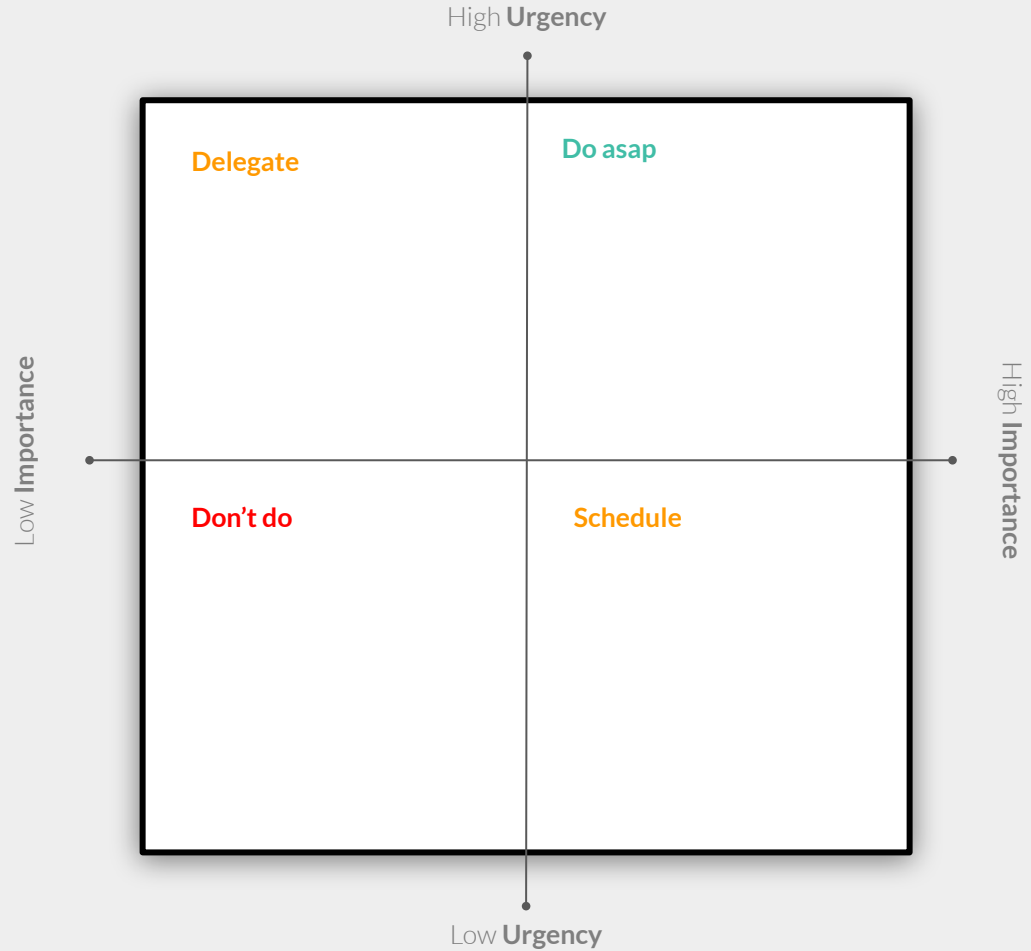 High Urgency
Delegate
Do asap
Low Importance
High Importance
Don’t do
Schedule
Low Urgency